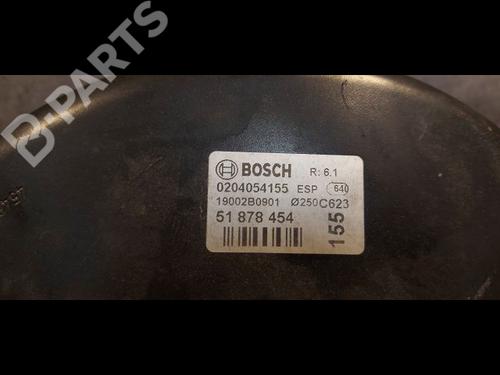 B-PARTS
BOSCH R: 6.1
0204054155 ESP 640
19002B0901 Ø250C623
51 878 454
155